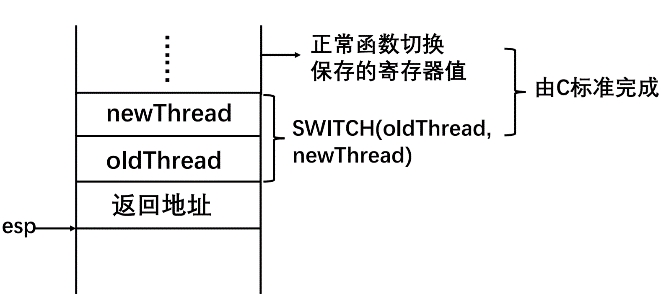 正常函数切换
保存的寄存器值
由C标准完成
newThread
SWITCH(oldThread,
newThread)
oldThread
返回地址
esp